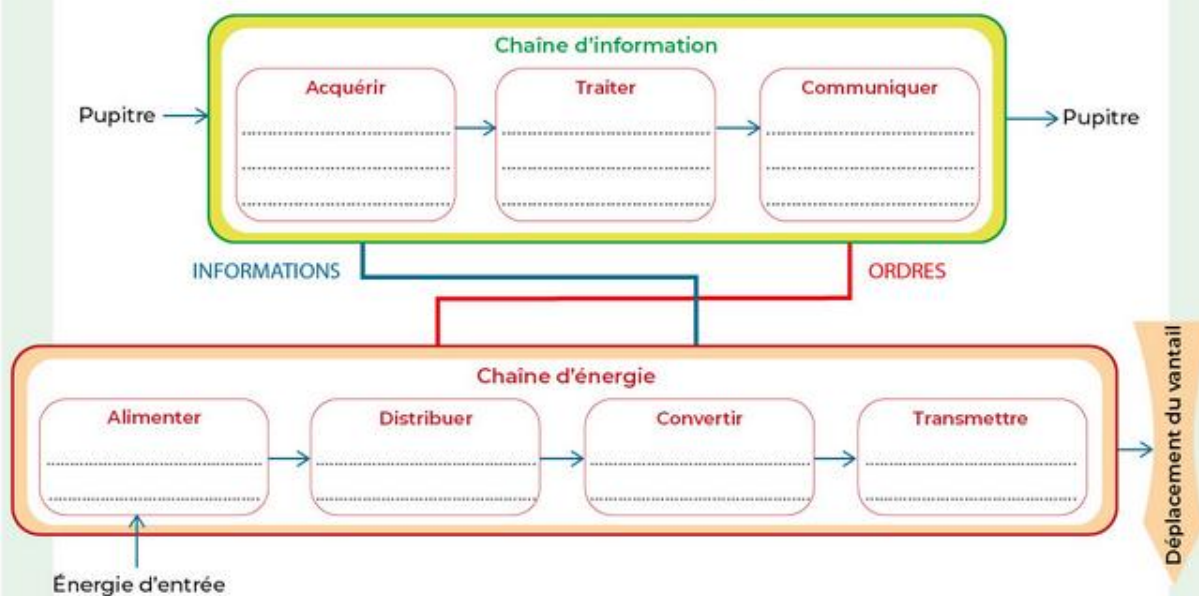 Chaîne d'information
Acquérir
Traiter
Communiquer
Pupitre
Pupitre
INFORMATIONS
ORDRES
Chaîne d'énergie
Alimenter
Distribuer
Convertir
Transmettre
Déplacement du vantail
Énergie d'entrée